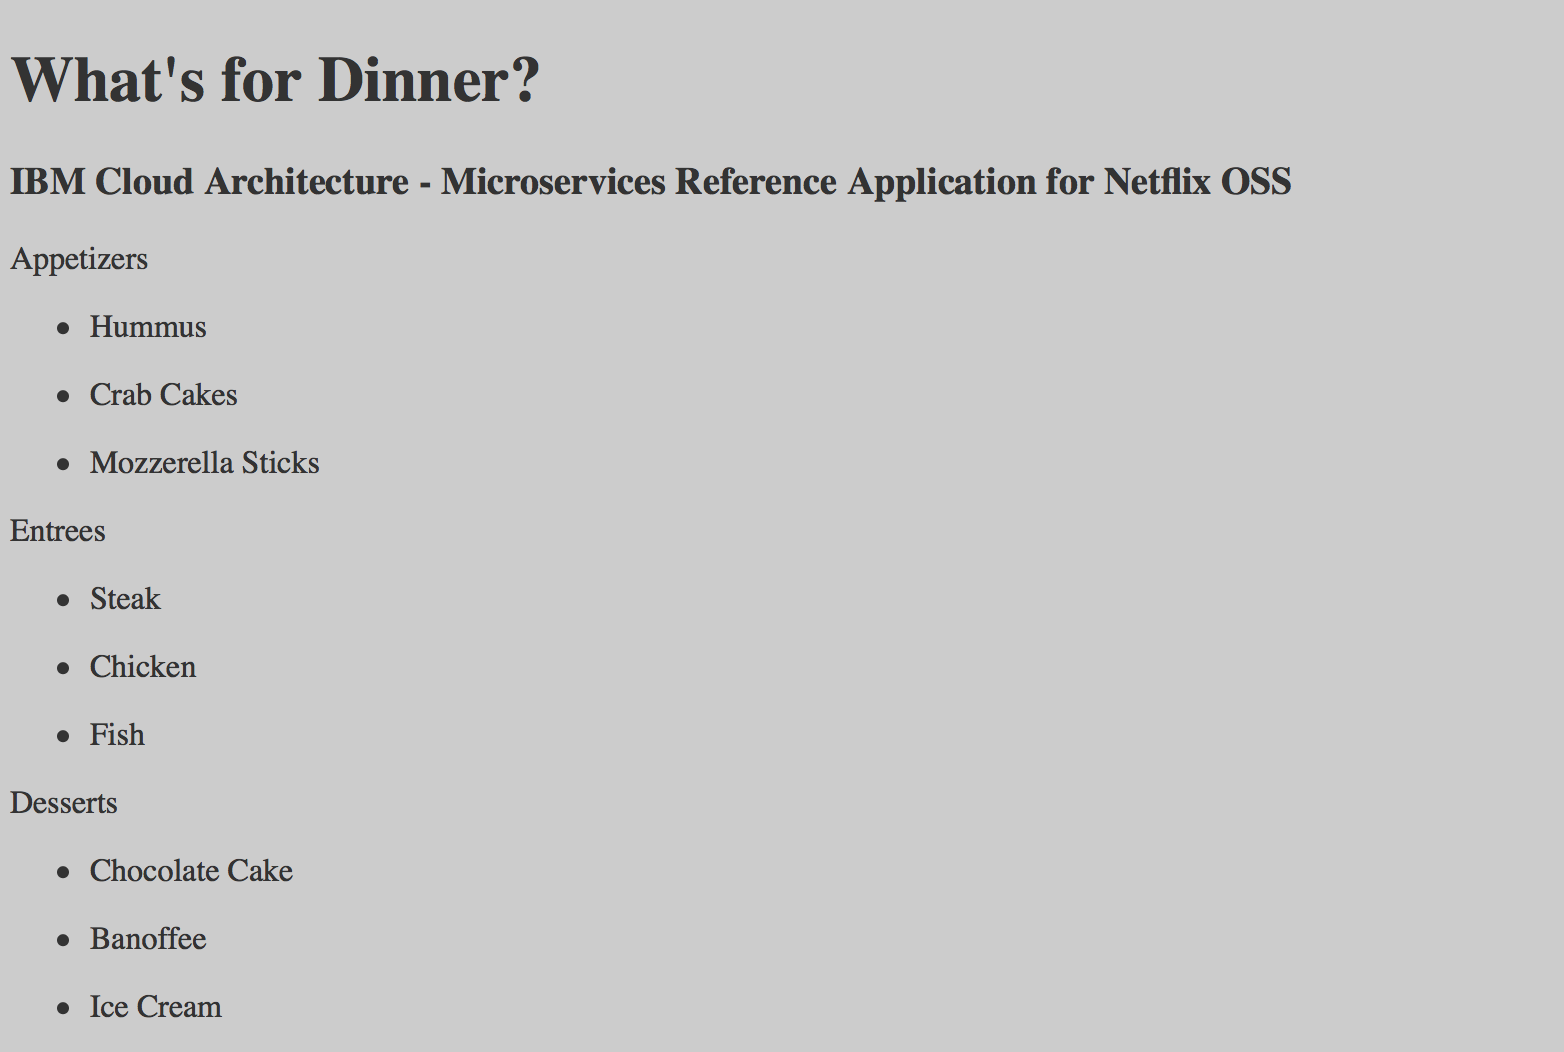 What's for Dinner?
IBM Cloud Architecture - Microservices Reference Application for Netflix OSS
Appetizers
Hummus
Crab Cakes
Mozzerella Sticks
Entrees
Steak
Chicken
Fish
Desserts
Chocolate Cake
Banoffee
Ice Cream